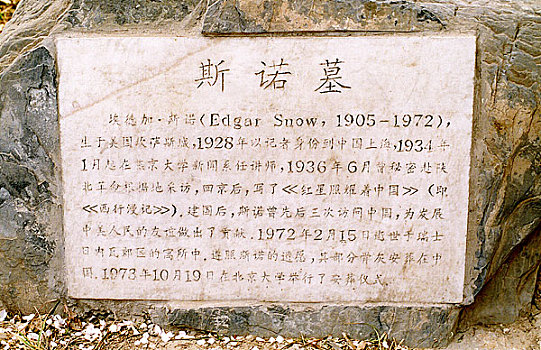 斯诺墓
埃德加·斯诺(Edgar Snow, 1905-1972),
生于美国坎萨斯城,1928年以记者身份到中国上海,1934年
1月起在燕京大学新闻系任讲师,1936年6月曾秘密赴陕
北革命根据地采访,回京后,写了《红星照耀着中国》(即
《西行漫记》).建国后,斯诺曾先后三次访问中国,为发展
中美人民的友谊做出了贡献.1972年2月15日逝世于瑞士
日内瓦郊区的寓所中.遵照斯诺的遗愿,其部分骨灰安葬在中
国.1973年10月19日在北京大学举行了安葬仪式.